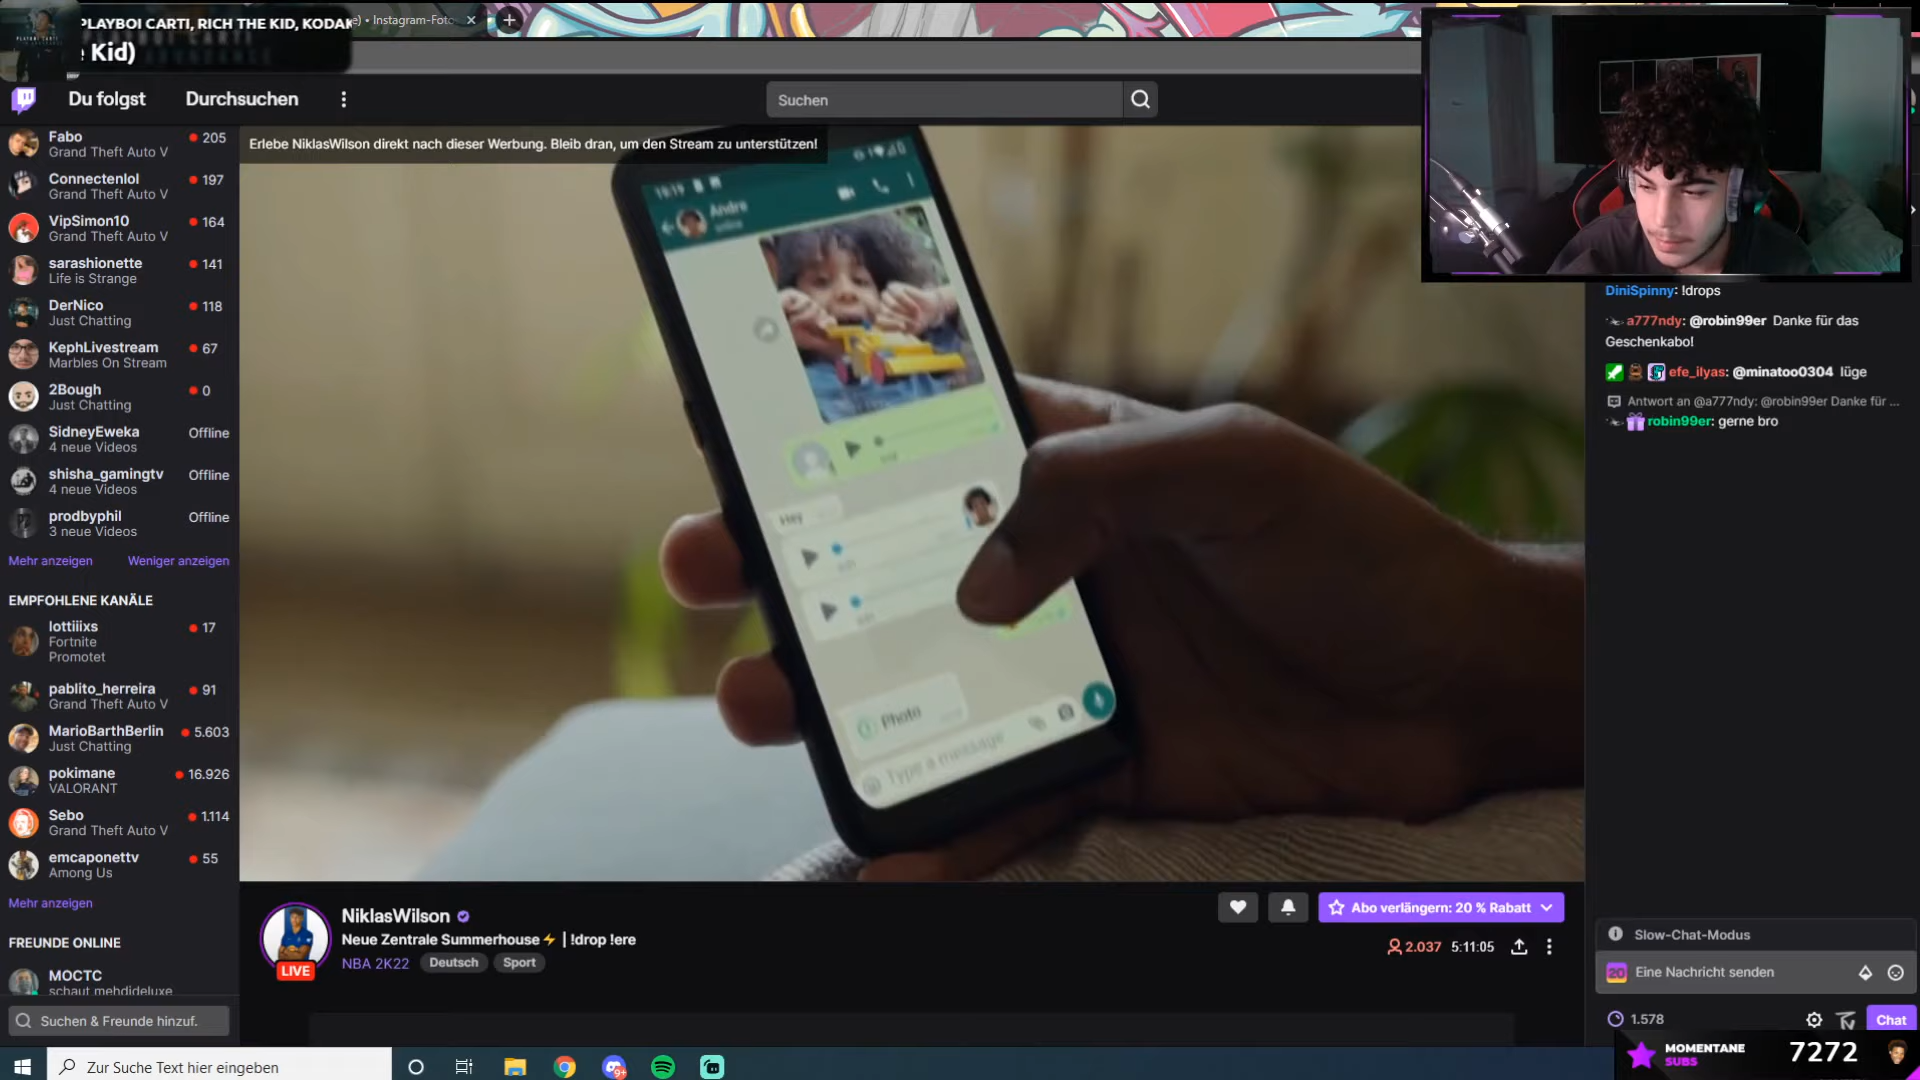 PLAYBOI CARTI, RICH THE KID, KODAK
Kid)
• Instagram-Foto
Du folgst
Durchsuchen
Suchen
Erlebe NiklasWilson direkt nach dieser Werbung. Bleib dran, um den Stream zu unterstützen!
Fabo
205
Grand Theft Auto V
Connectenlol
197
Grand Theft Auto V
VipSimon10
164
Grand Theft Auto V
sarashionette
141
Life is Strange
DerNico
118
Just Chatting
KephLivestream
67
Marbles On Stream
2Bough
0
Just Chatting
SidneyEweka
Offline
4 neue Videos
shisha_gamingtv
Offline
4 neue Videos
prodbyphil
Offline
3 neue Videos
Mehr anzeigen
Weniger anzeigen
EMPFOHLENE KANÄLE
lottiiixs
17
Fortnite
Promotet
pablito_herreira
91
Grand Theft Auto V
MarioBarthBerlin
5.603
Just Chatting
pokimane
16.926
VALORANT
Sebo
1.114
Grand Theft Auto V
emcaponettv
55
Among Us
Mehr anzeigen
FREUNDE ONLINE
MOCTC
schaut mehdideluxe
Suchen & Freunde hinzuf.
19:19
Andre
online
Hey
Photo
Type a message
NiklasWilson
Neue Zentrale Summerhouse⚡ | !drop !ere
NBA 2K22
Deutsch
Sport
LIVE
Abo verlängern: 20 % Rabatt
2.037
5:11:05
DiniSpinny: !drops
a777ndy: @robin99er Danke für das
Geschenkabo!
efe_ilyas: @minatoo0304 lüge
Antwort an @a777ndy: @robin99er Danke für ...
robin99er: gerne bro
Slow-Chat-Modus
20
Eine Nachricht senden
1.578
Chat
MOMENTANE
SUBS
7272
Zur Suche Text hier eingeben
9+